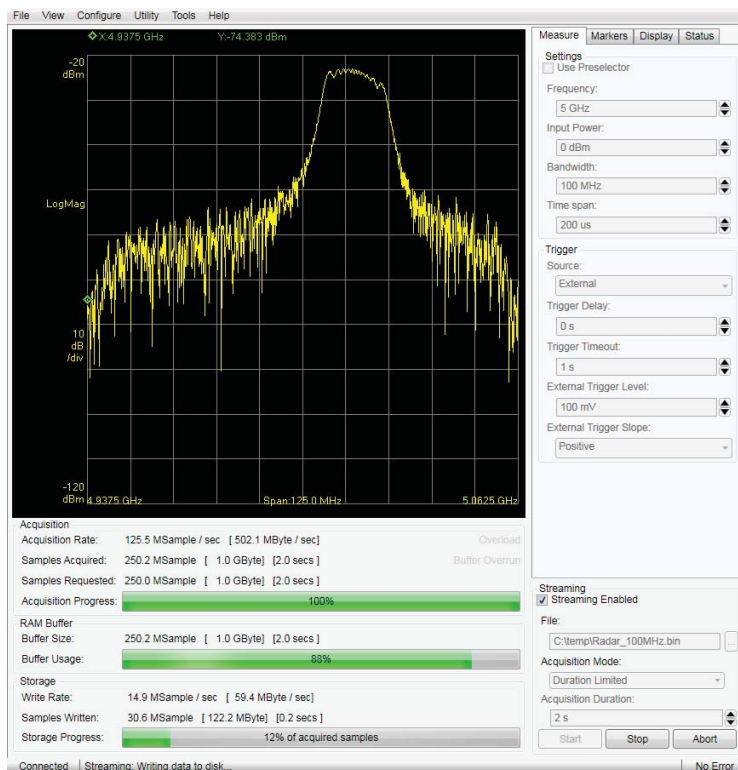 File View Configure Utility Tools Help
X:4.9375 GHz Y:-74.383 dBm
-20
dBm
LogMag
10
dB
/div
-120
dBm 4.9375 GHz Span:125.0 MHz 5.0625 GHz
Measure Markers Display Status
Settings
Use Preselector
Frequency:
5 GHz
Input Power:
0 dBm
Bandwidth:
100 MHz
Time span:
200 us
Trigger
Source:
External
Trigger Delay:
0 s
Trigger Timeout:
1 s
External Trigger Level:
100 mV
External Trigger Slope:
Positive
Acquisition
Acquisition Rate: 125.5 MSample / sec [ 502.1 MByte / sec] Overload
Samples Acquired: 250.2 MSample [ 1.0 GByte] [2.0 secs ] Buffer Overrun
Samples Requested: 250.0 MSample [ 1.0 GByte] [2.0 secs ]
Acquisition Progress: 100%
RAM Buffer
Buffer Size: 250.2 MSample [ 1.0 GByte] [2.0 secs ]
Buffer Usage: 88%
Storage
Write Rate: 14.9 MSample / sec [ 59.4 MByte / sec]
Samples Written: 30.6 MSample [ 122.2 MByte] [0.2 secs ]
Storage Progress: 12% of acquired samples
Streaming
Streaming Enabled
File:
C:\temp\Radar_100MHz.bin ...
Acquisition Mode:
Duration Limited
Acquisition Duration:
2 s
Start Stop Abort
Connected Streaming: Writing data to disk... No Error